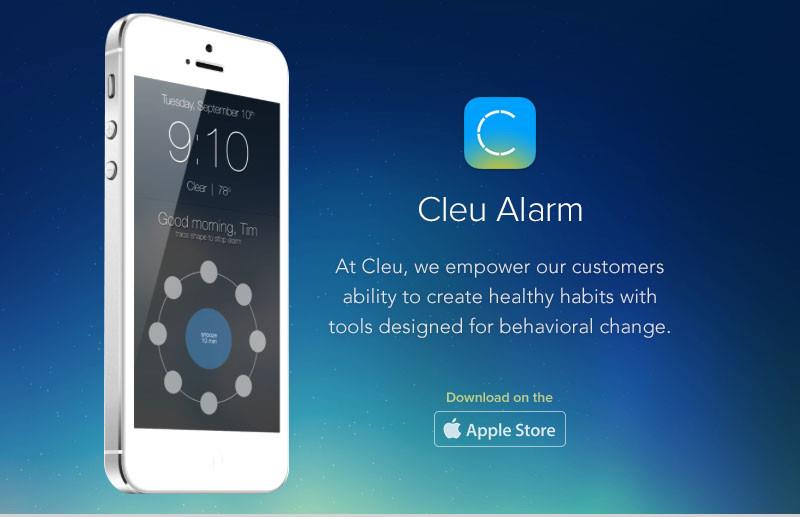 Tuesday, September 10th
9:10
Clear | 78°
Good morning, Tim
trace shape to stop alarm
snooze
10 min
C
Cleu Alarm
At Cleu, we empower our customers
ability to create healthy habits with
tools designed for behavioral change.
Download on the
Apple Store